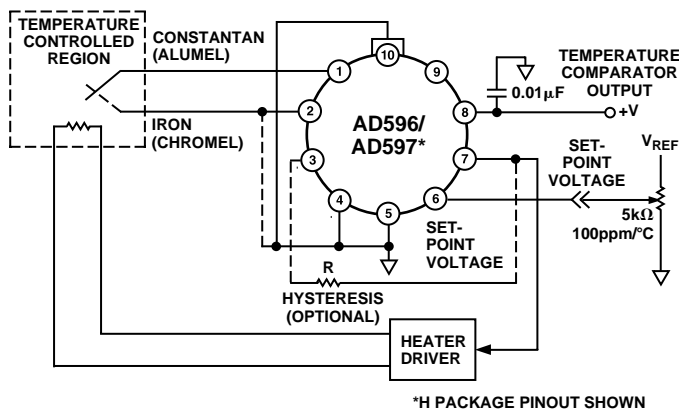 TEMPERATURE
CONTROLLED
REGION
CONSTANTAN
(ALUMEL)
IRON
(CHROMEL)
10
1
9
2
8
3
7
4
6
5
AD596/
AD597*
0.01µF
TEMPERATURE
COMPARATOR
OUTPUT
+V
SET-
POINT
VOLTAGE
VREF
5kΩ
100ppm/°C
SET-
POINT
VOLTAGE
R
HYSTERESIS
(OPTIONAL)
HEATER
DRIVER
*H PACKAGE PINOUT SHOWN